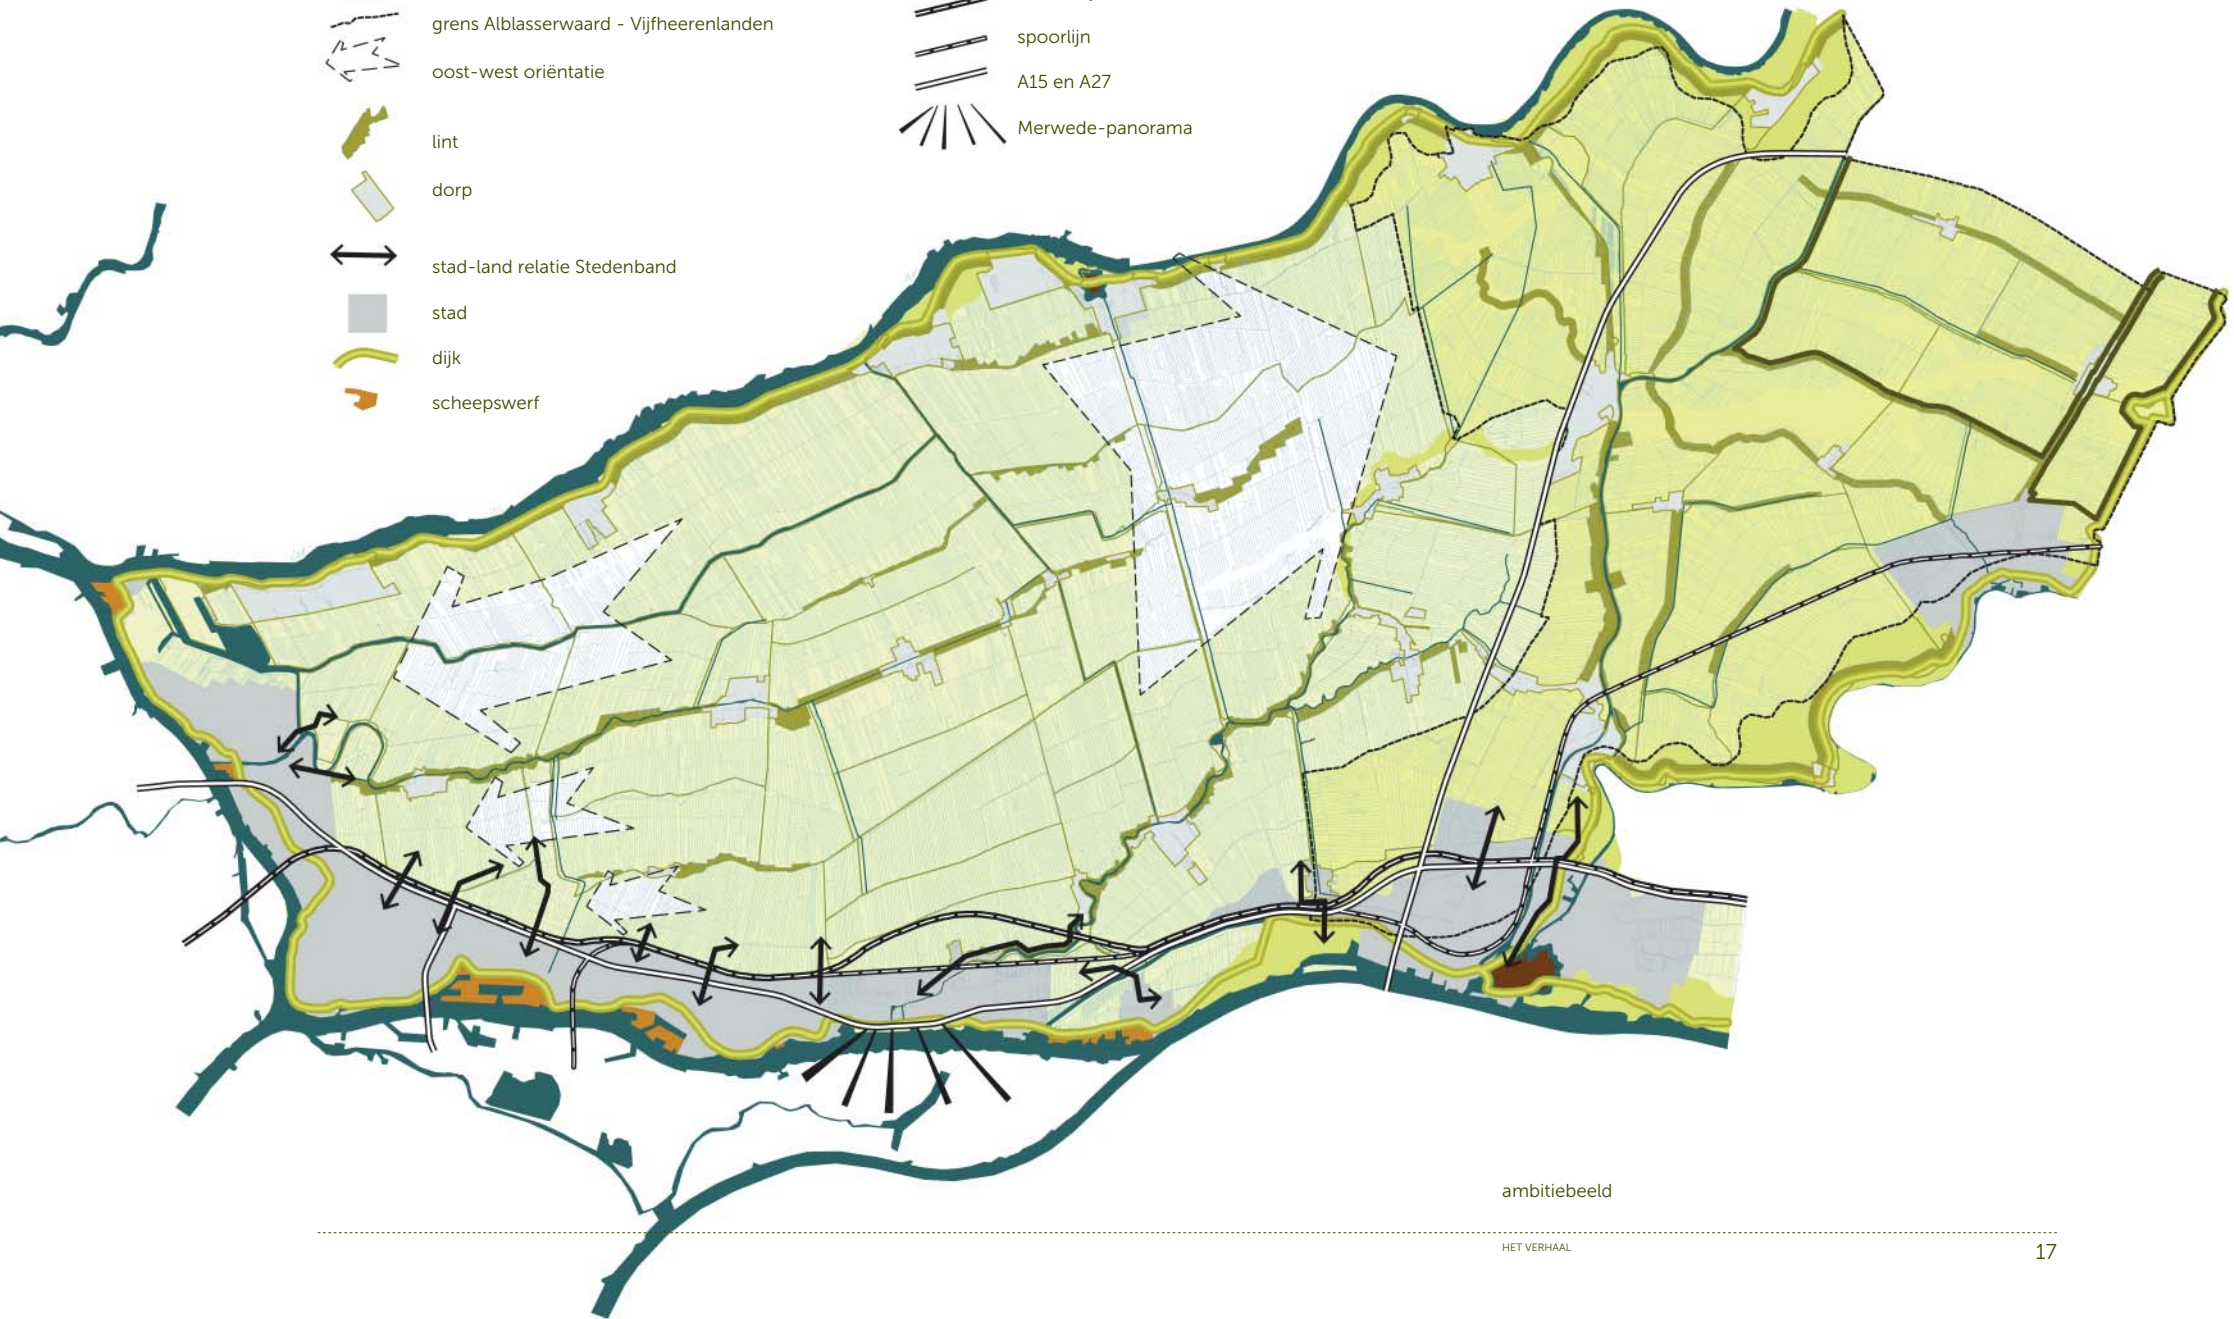 grens Alblasserwaard - Vijfheerenlanden
oost-west oriëntatie
lint
dorp
stad-land relatie Stedenband
stad
dijk
scheepswerf
spoorlijn
A15 en A27
Merwede-panorama
ambitiebeeld
HET VERHAAL
17